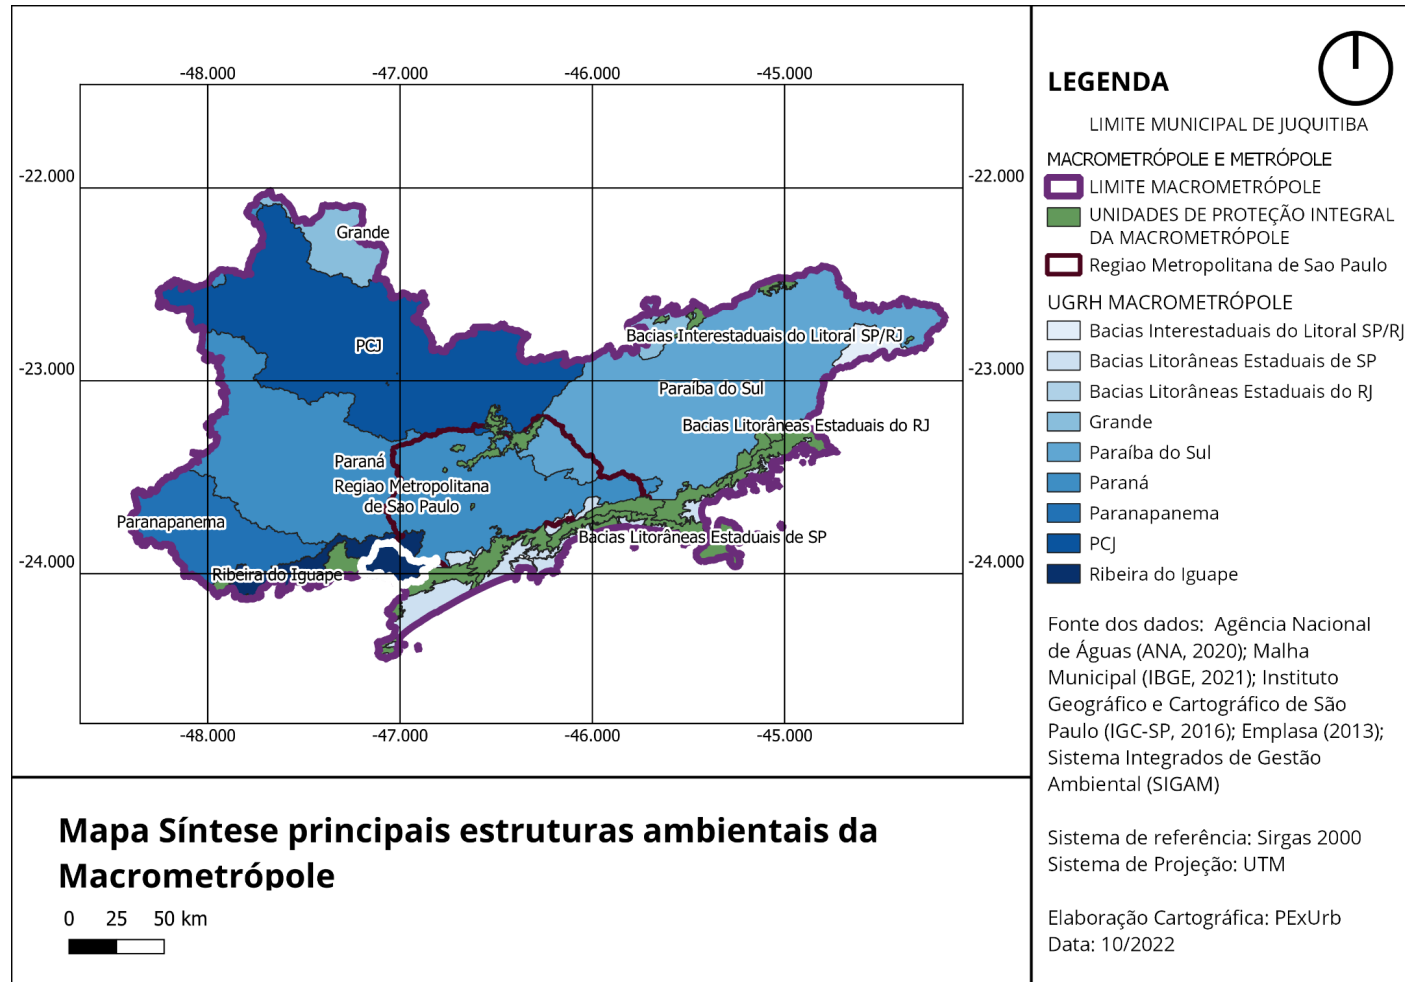 -48.000 -47.000 -46.000 -45.000
-22.000 -22.000
Grande
Bacias Interestaduais do Litoral SP/RJ
PCJ
-23.000 -23.000
Paraíba do Sul
Bacias Litorâneas Estaduais do RJ
Paraná
Regiao Metropolitana
de Sao Paulo
Paranapanema
Bacias Litorâneas Estaduais de SP
-24.000 -24.000
Ribeira do Iguape
-48.000 -47.000 -46.000 -45.000
Mapa Síntese principais estruturas ambientais da
Macrometrópole
0 25 50 km
LEGENDA
LIMITE MUNICIPAL DE JUQUITIBA
MACROMETRÓPOLE E METRÓPOLE
LIMITE MACROMETRÓPOLE
UNIDADES DE PROTEÇÃO INTEGRAL
DA MACROMETRÓPOLE
Regiao Metropolitana de Sao Paulo
UGRH MACROMETRÓPOLE
Bacias Interestaduais do Litoral SP/RJ
Bacias Litorâneas Estaduais de SP
Bacias Litorâneas Estaduais do RJ
Grande
Paraíba do Sul
Paraná
Paranapanema
PCJ
Ribeira do Iguape
Fonte dos dados: Agência Nacional
de Águas (ANA, 2020); Malha
Municipal (IBGE, 2021); Instituto
Geográfico e Cartográfico de São
Paulo (IGC-SP, 2016); Emplasa (2013);
Sistema Integrados de Gestão
Ambiental (SIGAM)
Sistema de referência: Sirgas 2000
Sistema de Projeção: UTM
Elaboração Cartográfica: PExUrb
Data: 10/2022